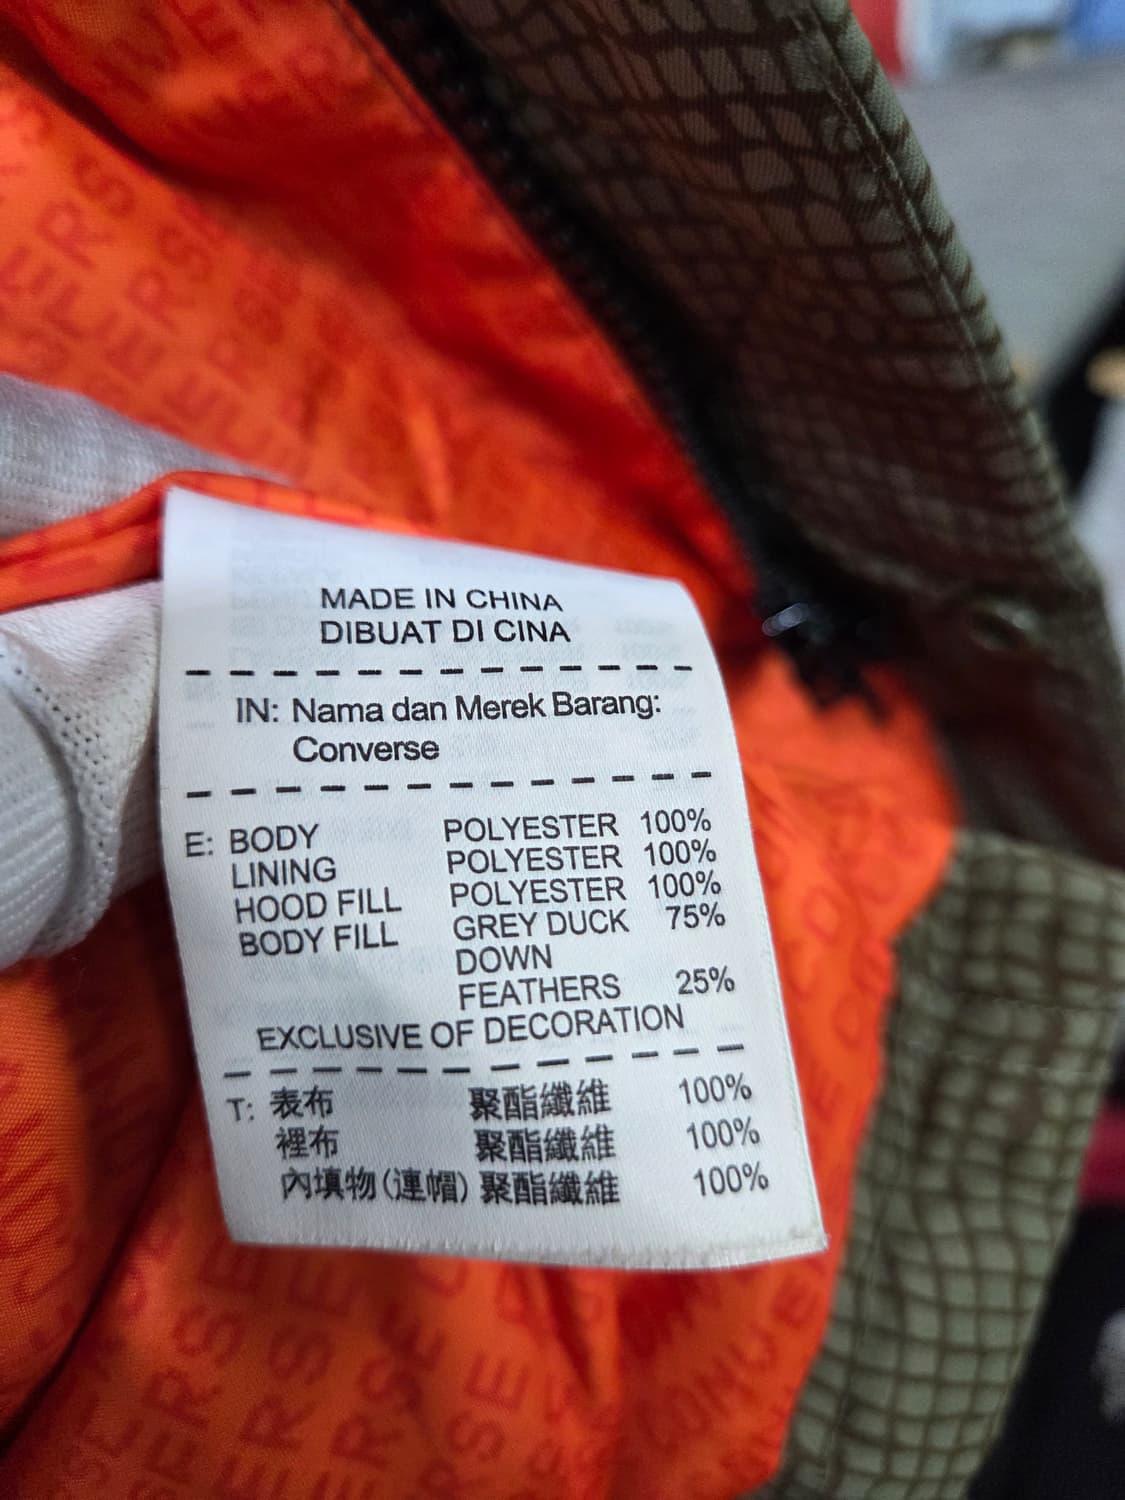 MADE IN CHINA
DIBUAT DI CINA
IN: Nama dan Merek Barang:
Converse
E: BODY POLYESTER 100%
LINING POLYESTER 100%
HOOD FILL POLYESTER 100%
BODY FILL GREY DUCK 75%
DOWN
FEATHERS 25%
EXCLUSIVE OF DECORATION
T: 表布 聚酯纖維 100%
裡布 聚酯纖維 100%
內填物(連帽) 聚酯纖維 100%